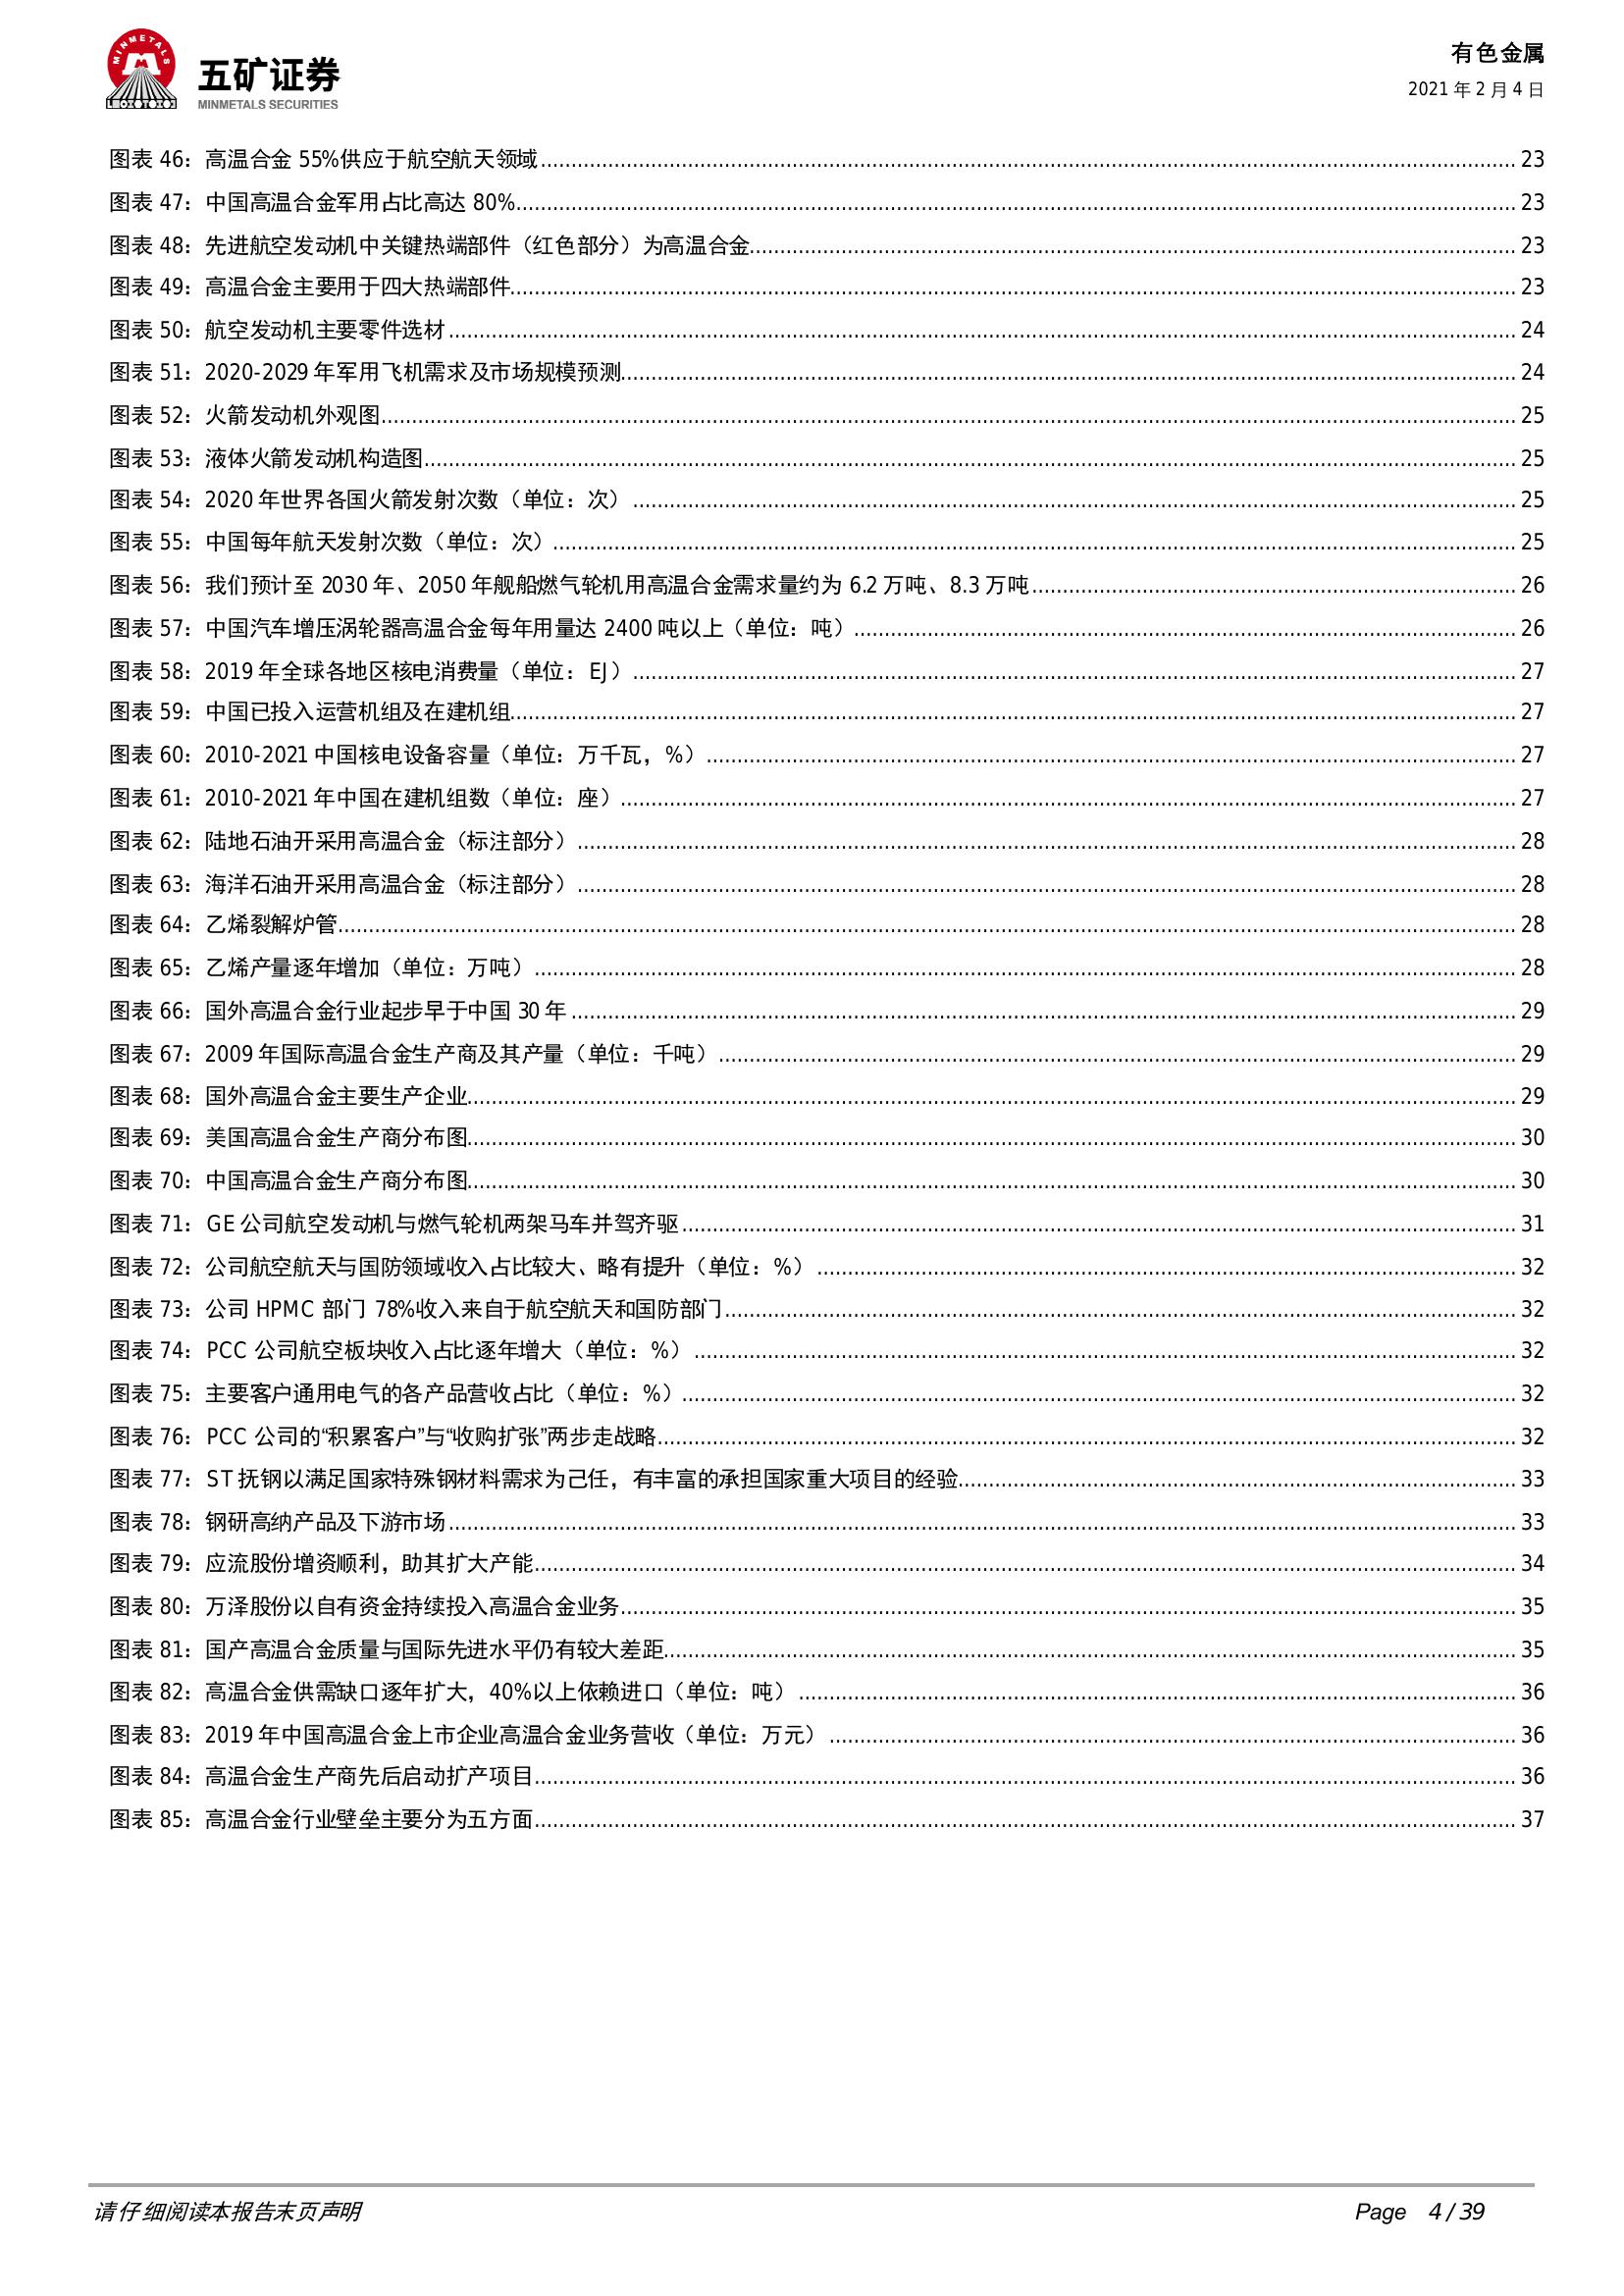 MINMETALS
五矿证券
MINMETALS SECURITIES
有色金属
2021 年 2 月 4 日
图表 46：高温合金 55%供应于航空航天领域 23
图表 47：中国高温合金军用占比高达 80% 23
图表 48：先进航空发动机中关键热端部件（红色部分）为高温合金 23
图表 49：高温合金主要用于四大热端部件 23
图表 50：航空发动机主要零件选材 24
图表 51：2020-2029 年军用飞机需求及市场规模预测 24
图表 52：火箭发动机外观图 25
图表 53：液体火箭发动机构造图 25
图表 54：2020 年世界各国火箭发射次数（单位：次） 25
图表 55：中国每年航天发射次数（单位：次） 25
图表 56：我们预计至 2030 年、2050 年舰船燃气轮机用高温合金需求量约为 6.2 万吨、8.3 万吨 26
图表 57：中国汽车增压涡轮器高温合金每年用量达 2400 吨以上（单位：吨） 26
图表 58：2019 年全球各地区核电消费量（单位：EJ） 27
图表 59：中国已投入运营机组及在建机组 27
图表 60：2010-2021 中国核电设备容量（单位：万千瓦，%） 27
图表 61：2010-2021 年中国在建机组数（单位：座） 27
图表 62：陆地石油开采用高温合金（标注部分） 28
图表 63：海洋石油开采用高温合金（标注部分） 28
图表 64：乙烯裂解炉管 28
图表 65：乙烯产量逐年增加（单位：万吨） 28
图表 66：国外高温合金行业起步早于中国 30 年 29
图表 67：2009 年国际高温合金生产商及其产量（单位：千吨） 29
图表 68：国外高温合金主要生产企业 29
图表 69：美国高温合金生产商分布图 30
图表 70：中国高温合金生产商分布图 30
图表 71：GE 公司航空发动机与燃气轮机两架马车并驾齐驱 31
图表 72：公司航空航天与国防领域收入占比较大、略有提升（单位：%） 32
图表 73：公司 HPMC 部门 78%收入来自于航空航天和国防部门 32
图表 74：PCC 公司航空板块收入占比逐年增大（单位：%） 32
图表 75：主要客户通用电气的各产品营收占比（单位：%） 32
图表 76：PCC 公司的“积累客户”与“收购扩张”两步走战略 32
图表 77：ST 抚钢以满足国家特殊钢材料需求为己任，有丰富的承担国家重大项目的经验 33
图表 78：钢研高纳产品及下游市场 33
图表 79：应流股份增资顺利，助其扩大产能 34
图表 80：万泽股份以自有资金持续投入高温合金业务 35
图表 81：国产高温合金质量与国际先进水平仍有较大差距 35
图表 82：高温合金供需缺口逐年扩大，40%以上依赖进口（单位：吨） 36
图表 83：2019 年中国高温合金上市企业高温合金业务营收（单位：万元） 36
图表 84：高温合金生产商先后启动扩产项目 36
图表 85：高温合金行业壁垒主要分为五方面 37
请仔细阅读本报告末页声明
Page 4 / 39